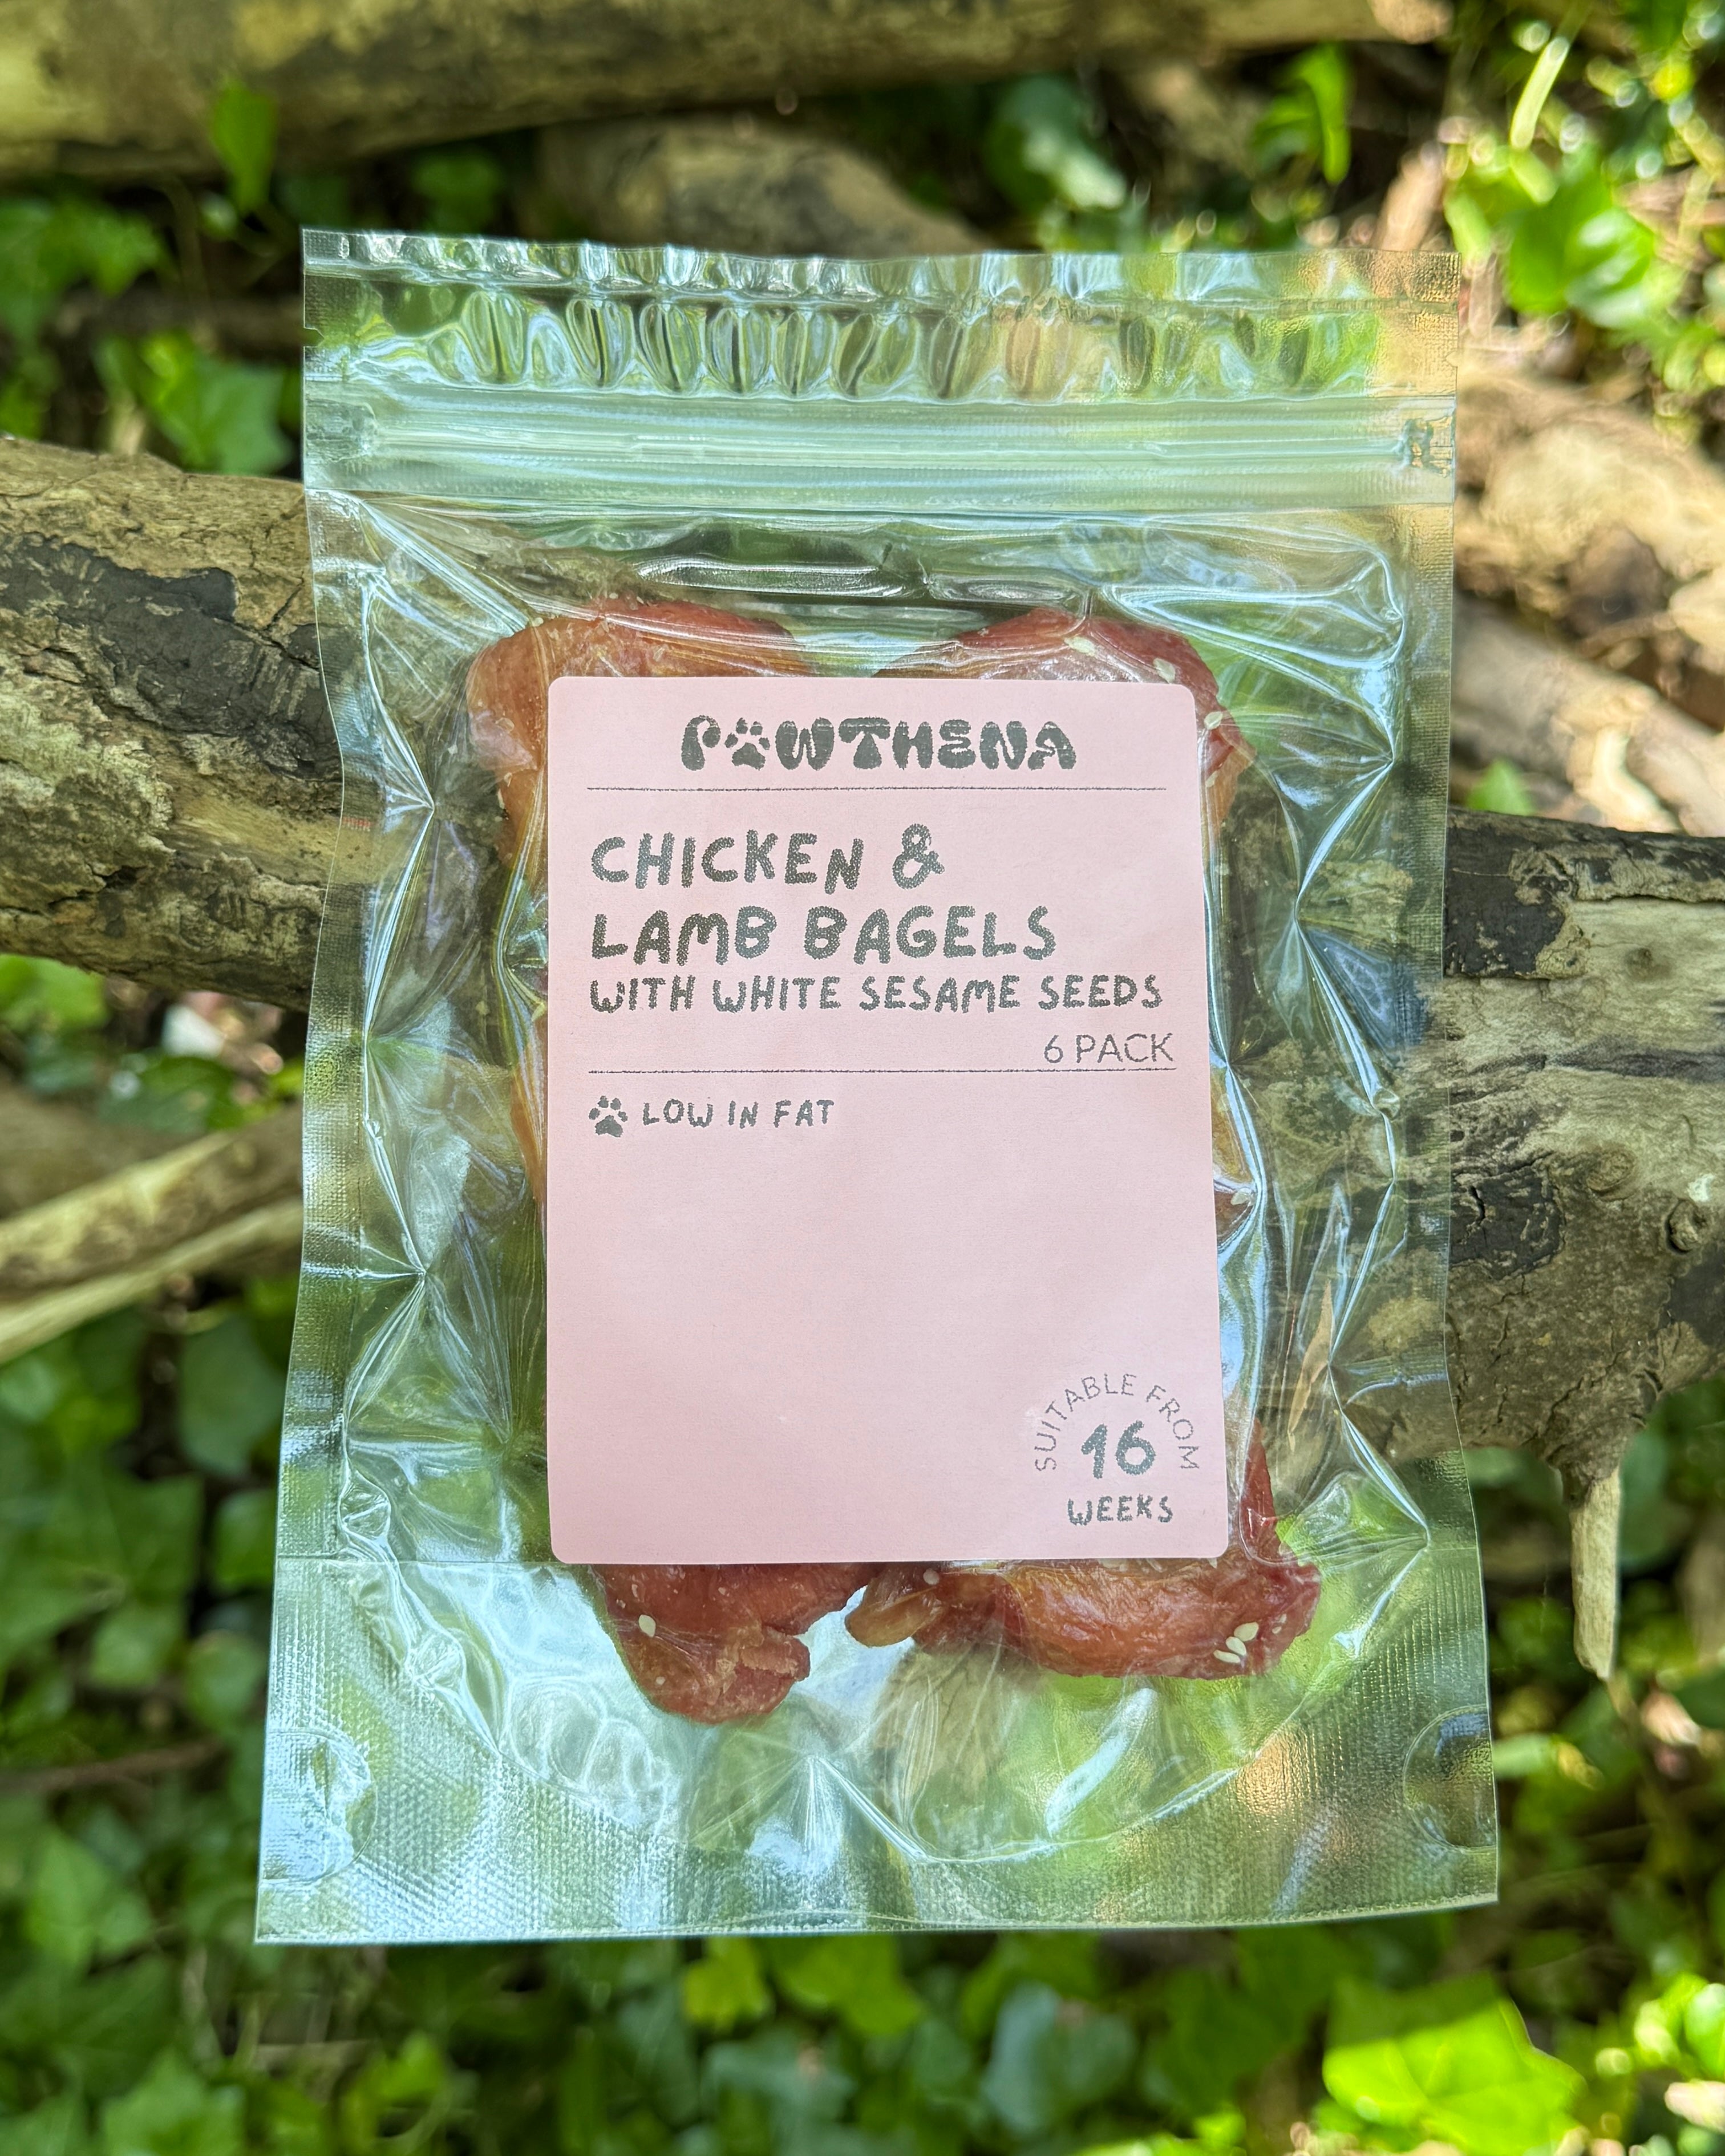 PAWTHENA
CHICKEN &
LAMB BAGELS
WITH WHITE SESAME SEEDS
6 PACK
LOW IN FAT
SUITABLE FROM
16
WEEKS